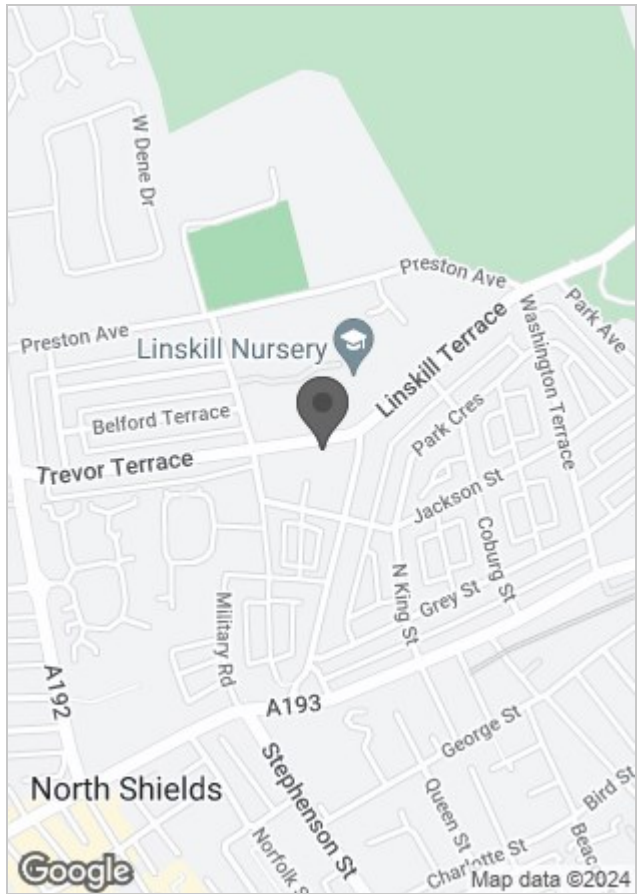 W Dene Dr
Preston Ave
Park Ave
Preston Ave
Linskill Nursery
Linskill Terrace
Washington Terrace
Belford Terrace
Park Cres
Trevor Terrace
Jackson St
Coburg St
N King St
Grey St
Military Rd
A192
A193
George St
North Shields
Stephenson St
Queen St
Bird St
Norfolk S
Charlotte St
Beac
Google
Map data ©2024